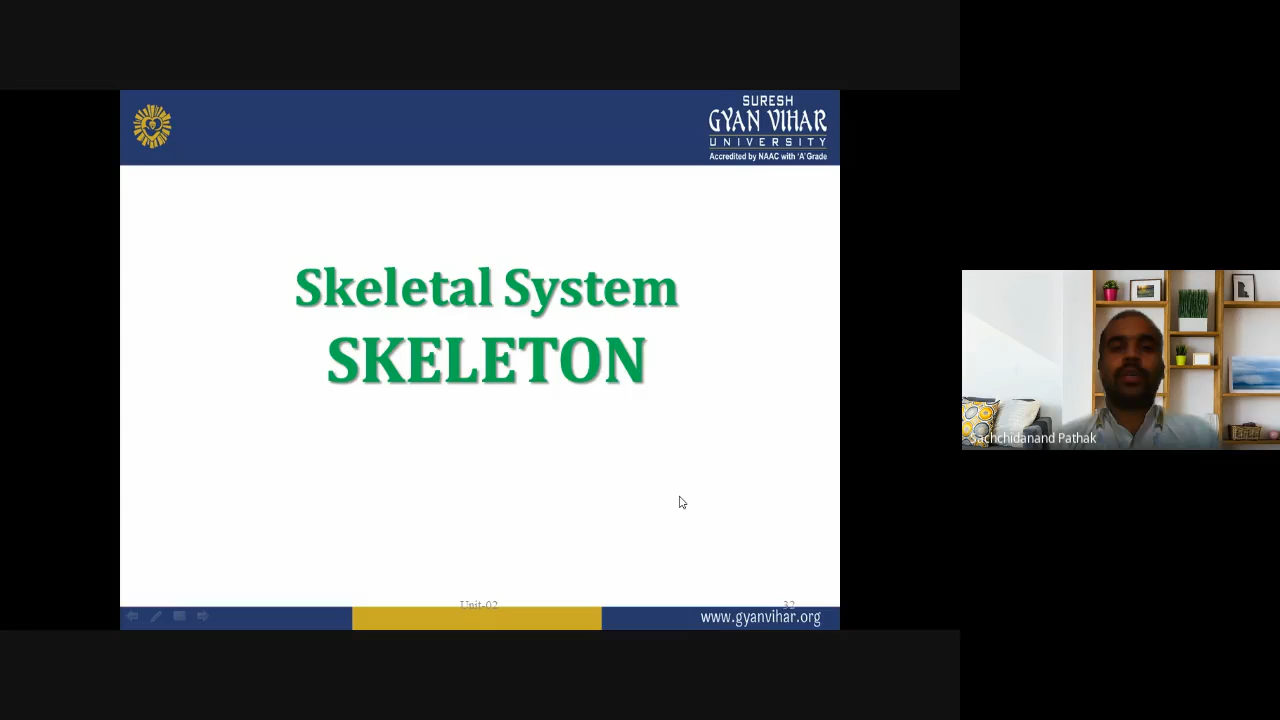 SURESH
GYAN VIHAR
UNIVERSITY
Accredited by NAAC with 'A' Grade
Skeletal System
SKELETON
Sachchidanand Pathak
Unit-02
32
www.gyanvihar.org